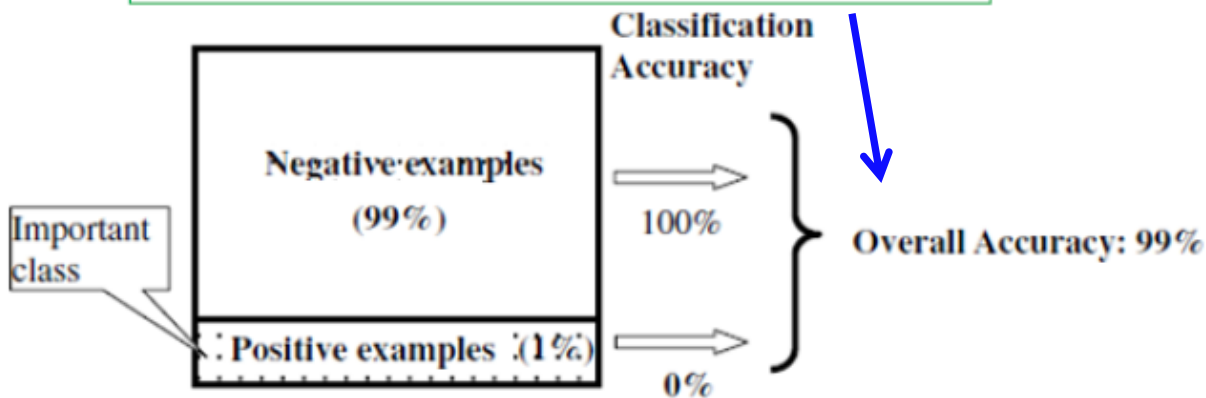 Classification
Accuracy
Negative examples
(99%)
100%
Important
class
Overall Accuracy: 99%
Positive examples (1%)
0%